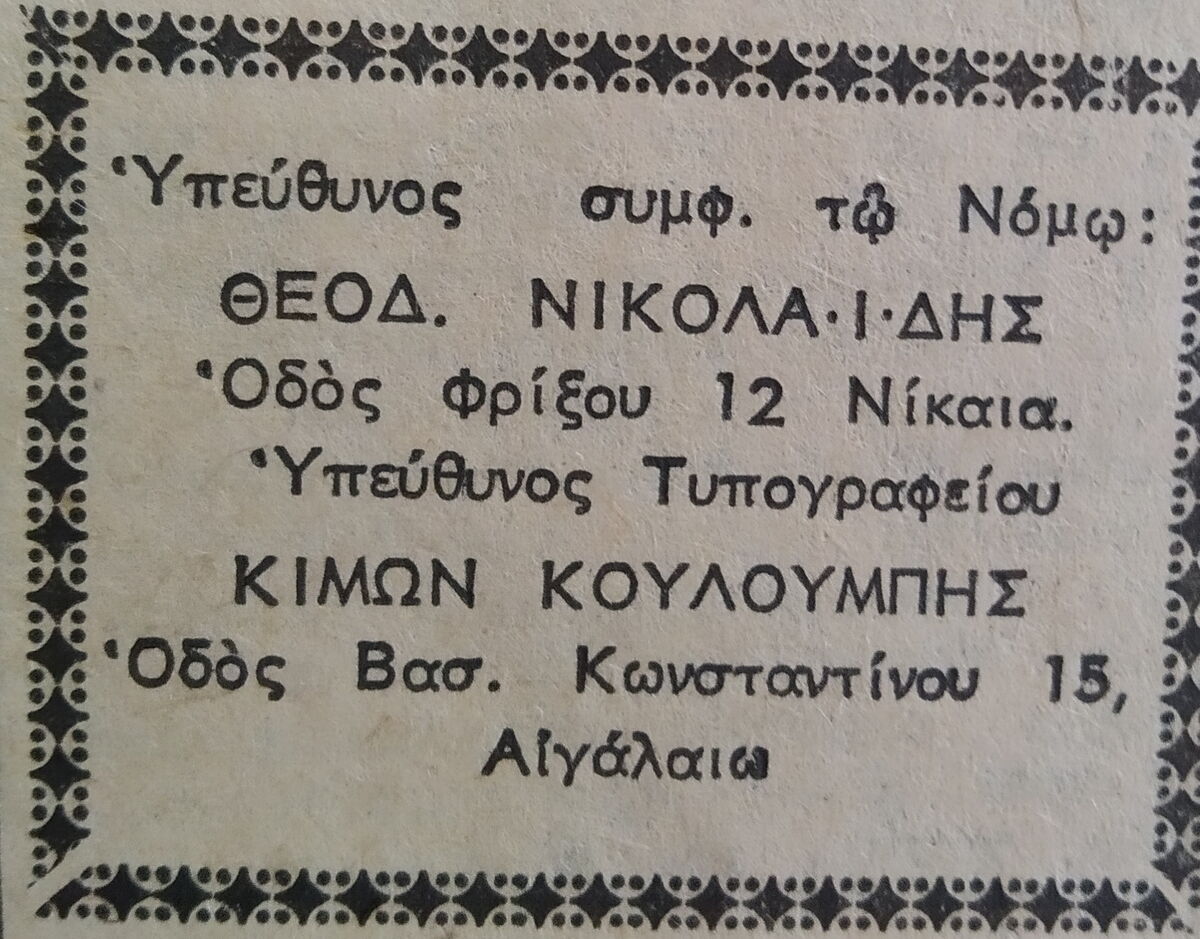 Ὑπεύθυνος συμφ. τῷ Νόμῳ:
ΘΕΟΔ. ΝΙΚΟΛΑ·Ι·ΔΗΣ
Ὁδὸς Φρίξου 12 Νίκαια.
Ὑπεύθυνος Τυπογραφείου
ΚΙΜΩΝ ΚΟΥΛΟΥΜΠΗΣ
Ὁδὸς Βασ. Κωνσταντίνου 15,
Αἰγάλαιω